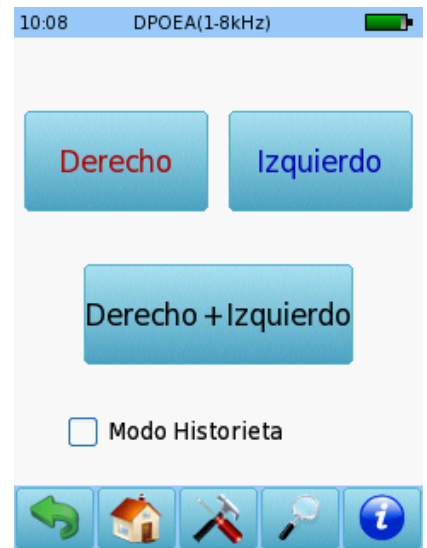 10:08 DPOEA(1-8kHz)
Derecho Izquierdo
Derecho + Izquierdo
Modo Historieta
i